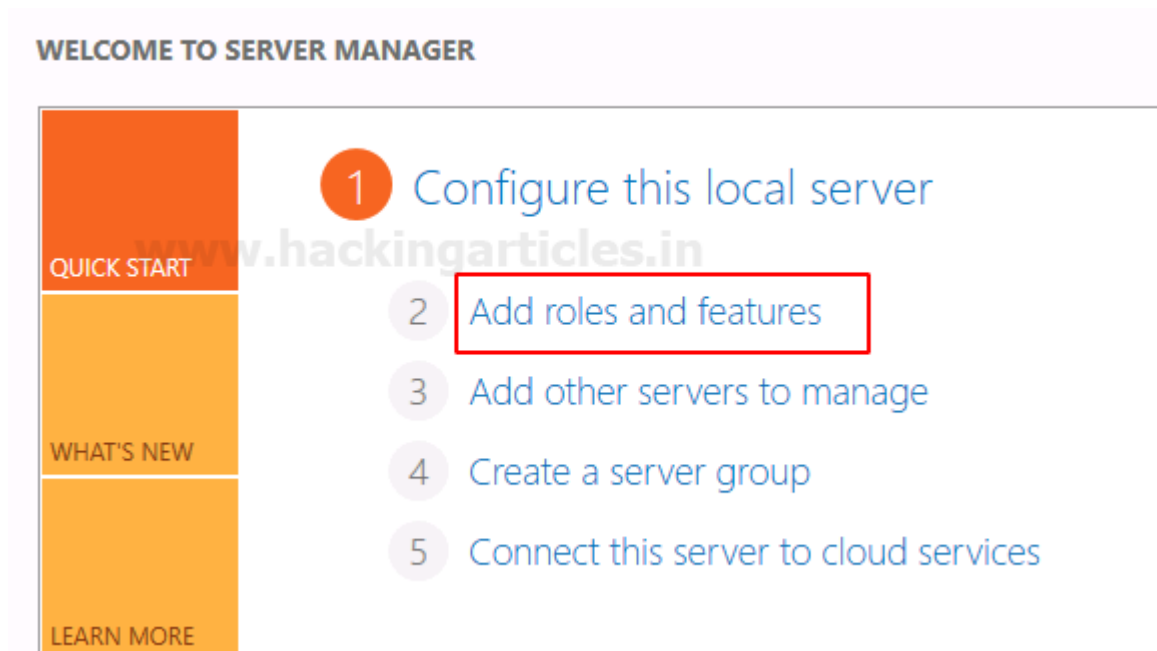 WELCOME TO SERVER MANAGER
1 Configure this local server
www.hackingarticles.in
QUICK START
2 Add roles and features
3 Add other servers to manage
WHAT'S NEW
4 Create a server group
5 Connect this server to cloud services
LEARN MORE